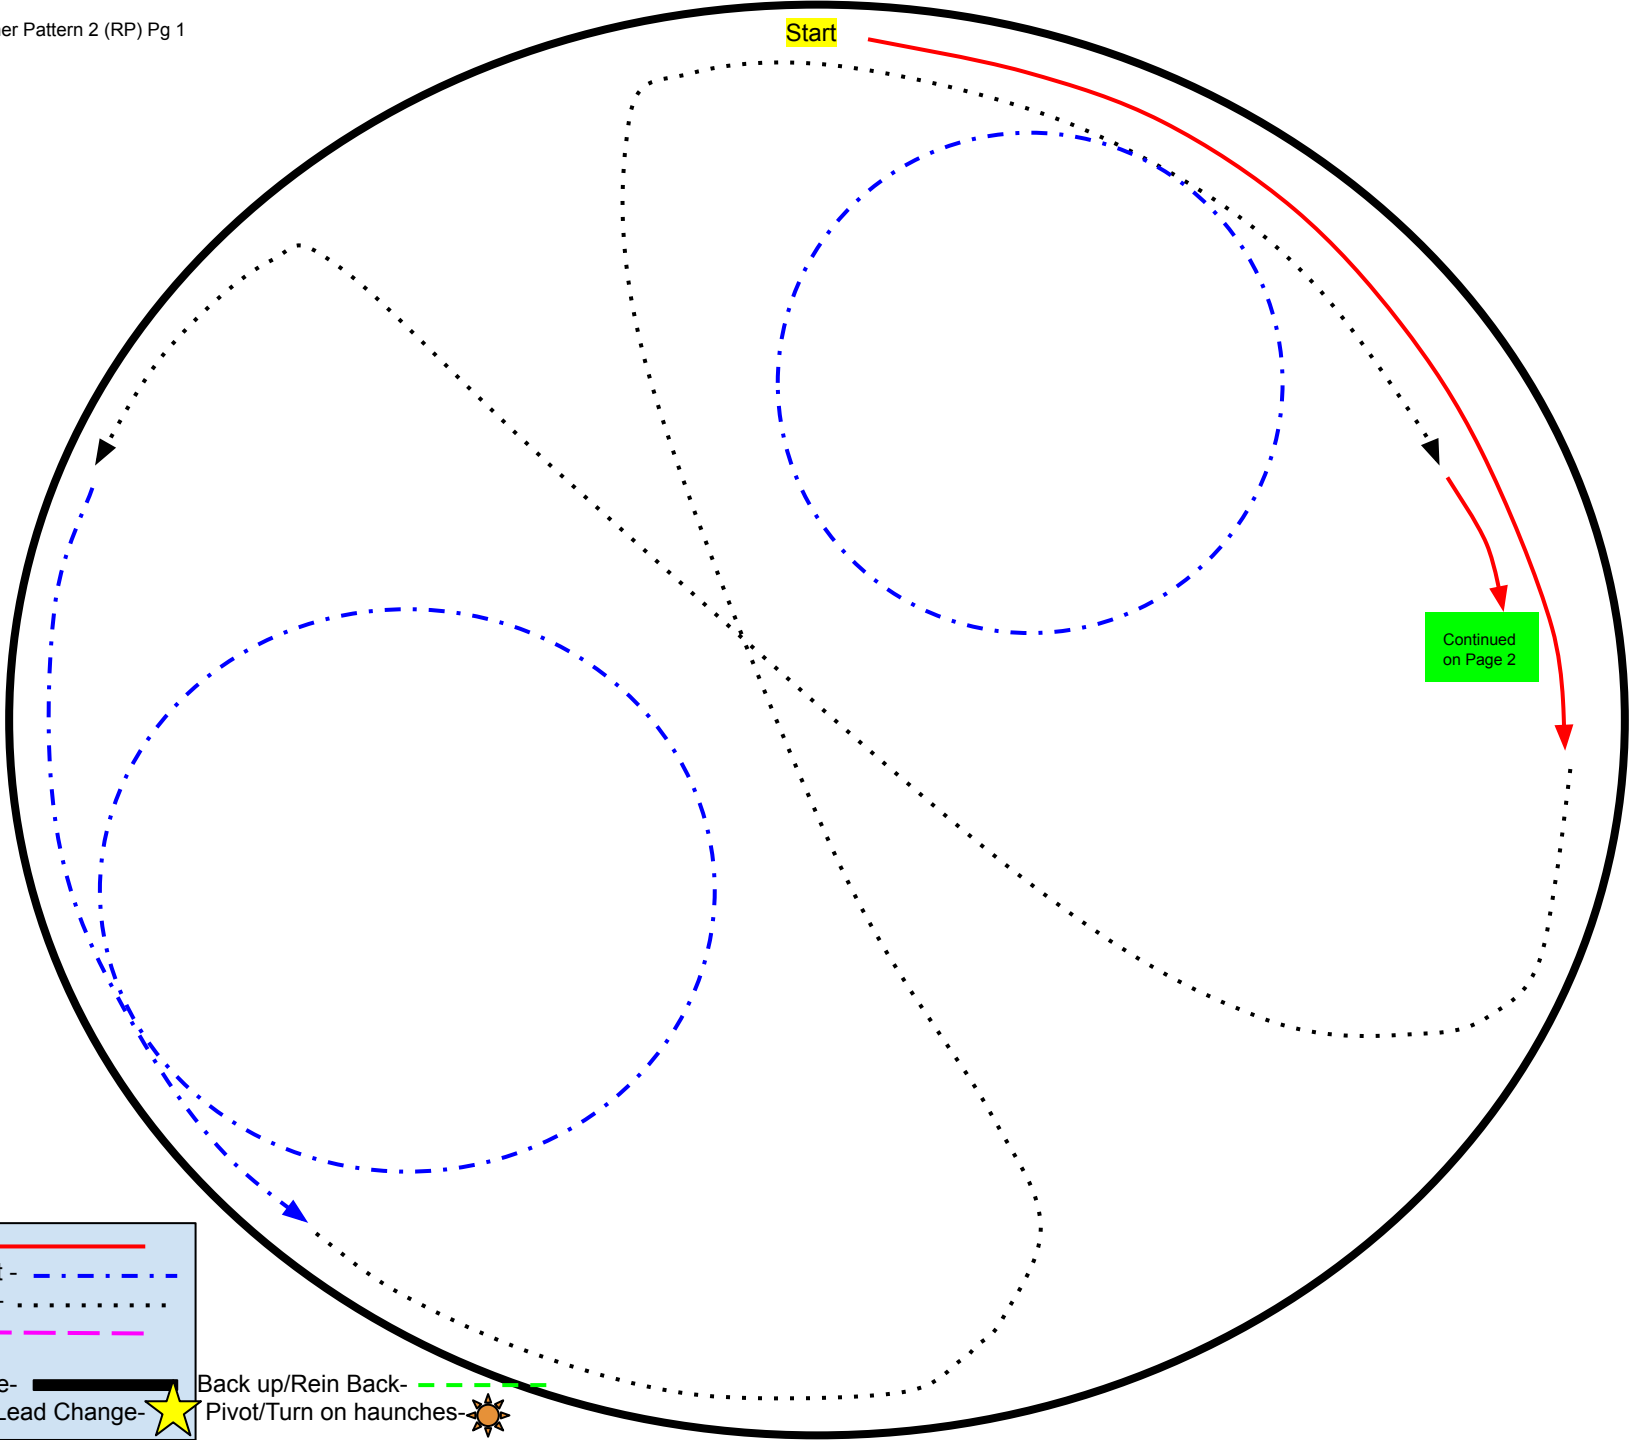 er Pattern 2 (RP) Pg 1
Start
Continued
on Page 2
t -
-
e-
Back up/Rein Back-
Lead Change-
Pivot/Turn on haunches-